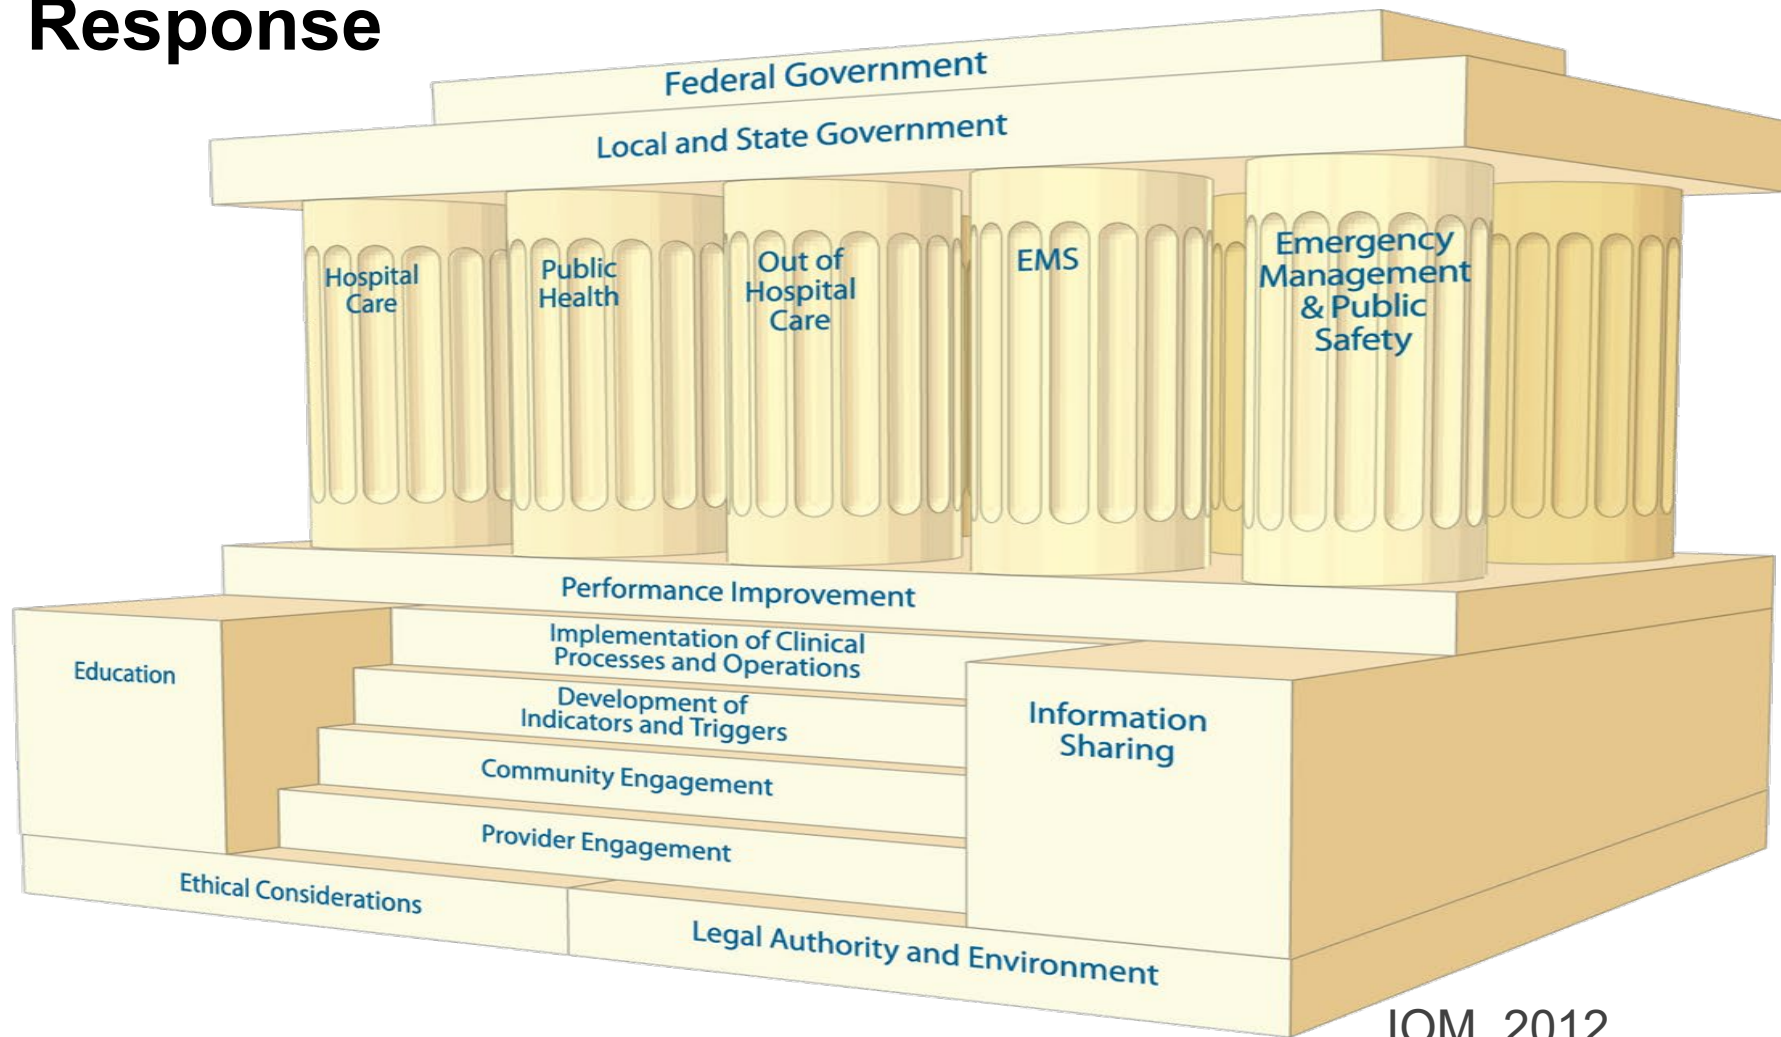 Response
Federal Government
Local and State Government
Hospital
Care
Public
Health
Out of
Hospital
Care
EMS
Emergency
Management
& Public
Safety
Performance Improvement
Implementation of Clinical
Processes and Operations
Development of
Indicators and Triggers
Community Engagement
Provider Engagement
Education
Information
Sharing
Ethical Considerations
Legal Authority and Environment
IOM, 2012